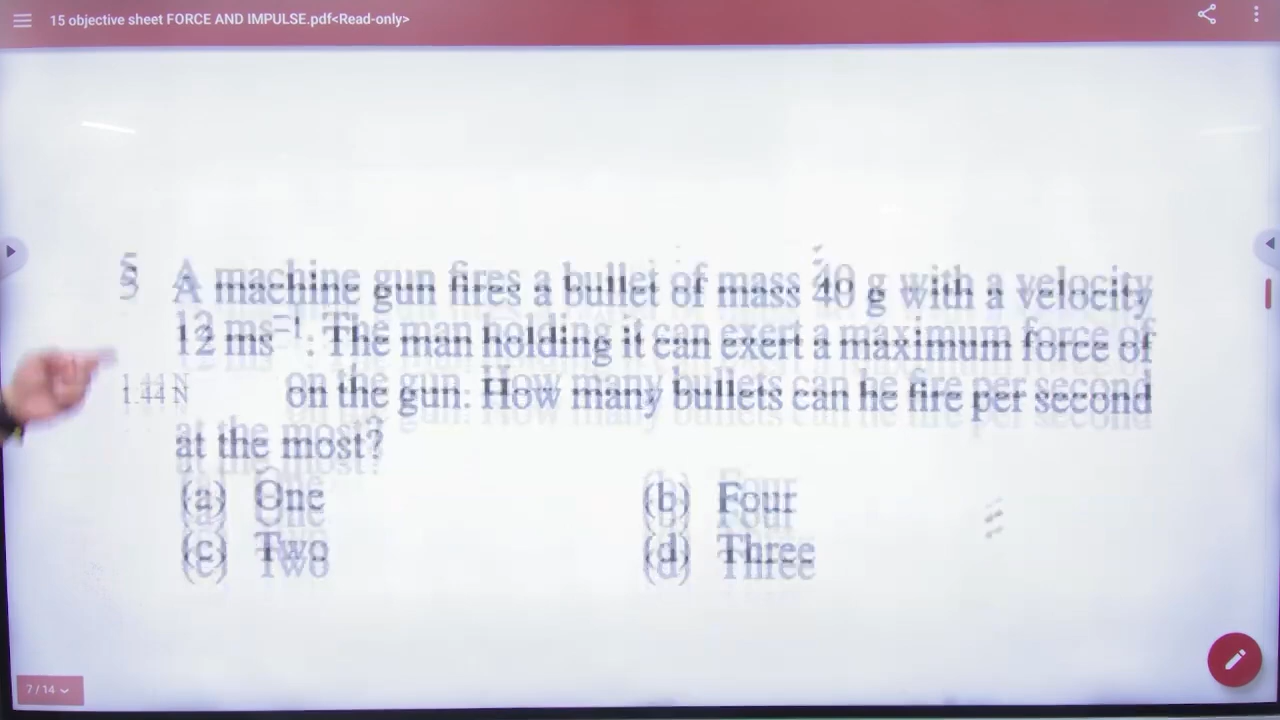 15 objective sheet FORCE AND IMPULSE.pdf<Read-only>
5 A machine gun fires a bullet of mass 40 g with a velocity
12 ms⁻¹. The man holding it can exert a maximum force of
1.44 N on the gun. How many bullets can he fire per second
at the most?
(a) One (b) Four
(c) Two (d) Three
7 / 14